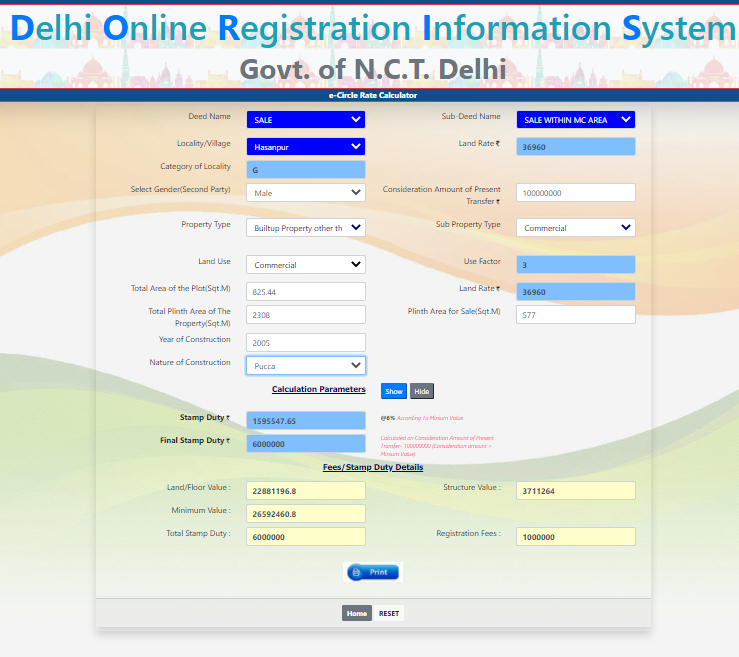 Delhi Online Registration Information System
Govt. of N.C.T. Delhi
e-Circle Rate Calculator
Deed Name SALE Sub-Deed Name SALE WITHIN MC AREA
Locality/Village Hasanpur Land Rate ₹ 36960
Category of Locality G
Select Gender(Second Party) Male Consideration Amount of Present Transfer ₹ 100000000
Property Type Builtup Property other th Sub Property Type Commercial
Land Use Commercial Use Factor 3
Total Area of the Plot(Sqt.M) 825.44 Land Rate ₹ 36960
Total Plinth Area of The Property(Sqt.M) 2308 Plinth Area for Sale(Sqt.M) 577
Year of Construction 2005
Nature of Construction Pucca
Calculation Parameters Show Hide
Stamp Duty ₹ 1595547.65 @6% According To Minium Value
Final Stamp Duty ₹ 6000000 Calculated on Consideration Amount of Present Transfer- 100000000 (Consideration amount > Minium Value)
Fees/Stamp Duty Details
Land/Floor Value : 22881196.8 Structure Value : 3711264
Minimum Value : 26592460.8
Total Stamp Duty : 6000000 Registration Fees : 1000000
Print
Home RESET